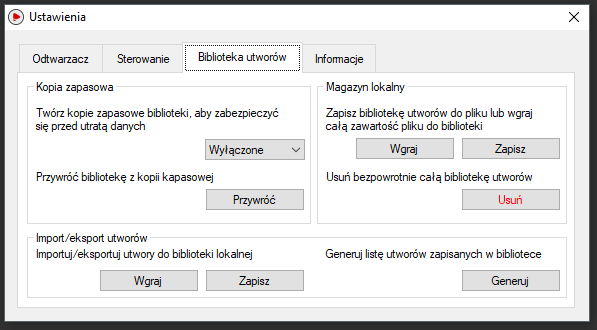 Ustawienia
Odtwarzacz
Sterowanie
Biblioteka utworów
Informacje
Kopia zapasowa
Twórz kopie zapasowe biblioteki, aby zabezpieczyć
się przed utratą danych
Wyłączone
Przywróć bibliotekę z kopii kapasowej
Przywróć
Magazyn lokalny
Zapisz bibliotekę utworów do pliku lub wgraj
całą zawartość pliku do biblioteki
Wgraj
Zapisz
Usuń bezpowrotnie całą bibliotekę utworów
Usuń
Import/eksport utworów
Importuj/eksportuj utwory do biblioteki lokalnej
Wgraj
Zapisz
Generuj listę utworów zapisanych w bibliotece
Generuj